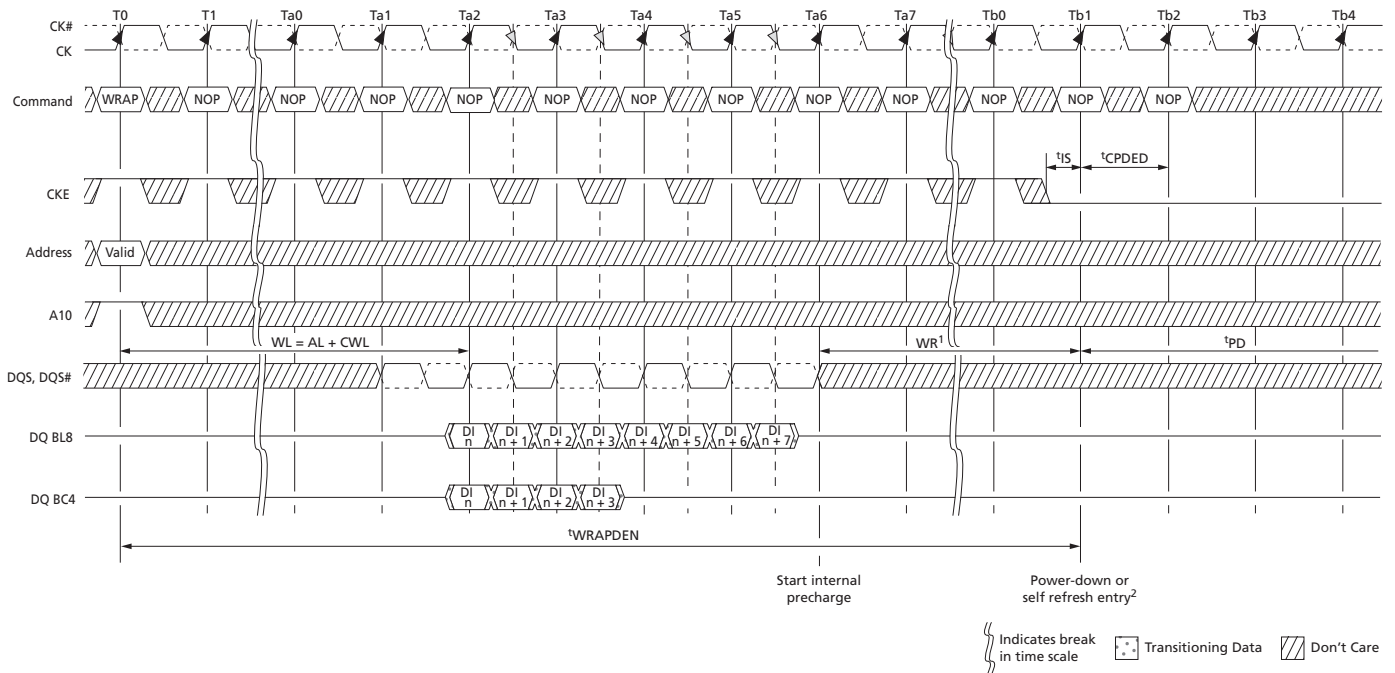 T0 T1 Ta0 Ta1 Ta2 Ta3 Ta4 Ta5 Ta6 Ta7 Tb0 Tb1 Tb2 Tb3 Tb4
CK#
CK
Command WRAP NOP NOP NOP NOP NOP NOP NOP NOP NOP NOP NOP NOP
tIS tCPDED
CKE
Address Valid
A10
WL = AL + CWL WR1 tPD
DQS, DQS#
DQ BL8 DI n DI n + 1 DI n + 2 DI n + 3 DI n + 4 DI n + 5 DI n + 6 DI n + 7
DQ BC4 DI n DI n + 1 DI n + 2 DI n + 3
tWRAPDEN
Start internal
precharge
Power-down or
self refresh entry2
Indicates break
in time scale
Transitioning Data
Don't Care